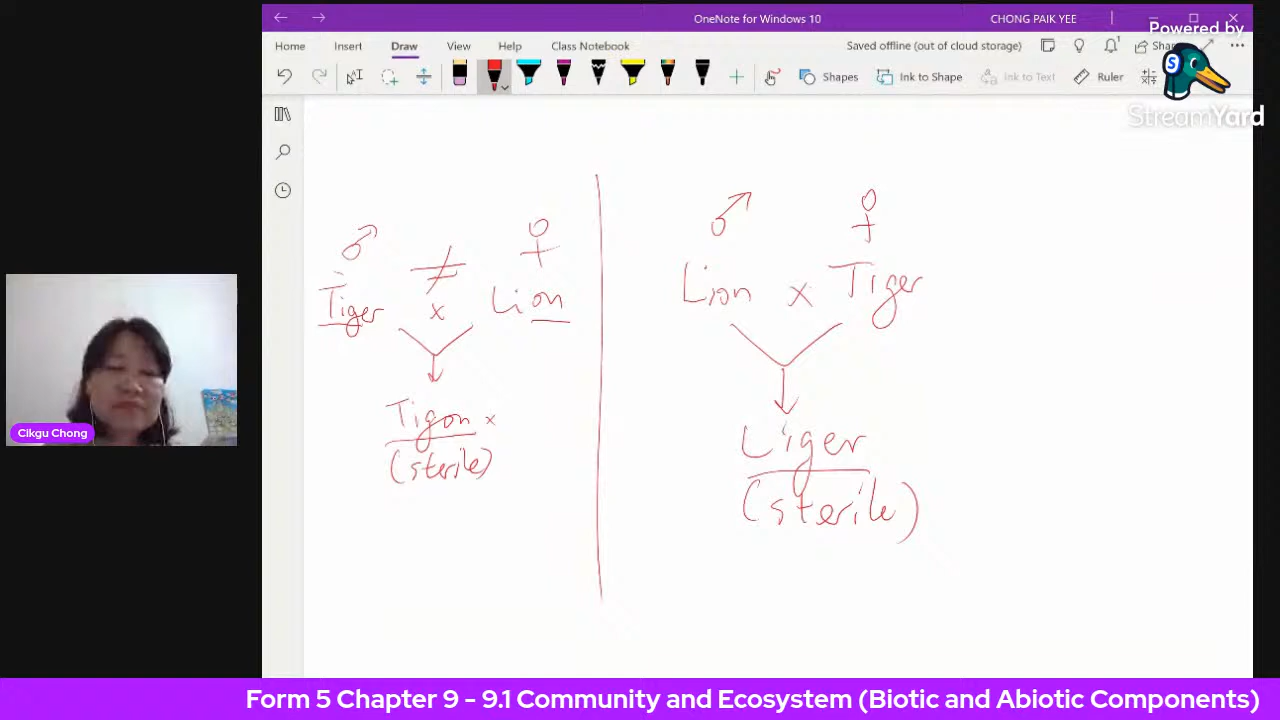 OneNote for Windows 10
CHONG PAIK YEE
Powered by
StreamYard
Home Insert Draw View Help Class Notebook
Saved offline (out of cloud storage)
Shapes Ink to Shape Ink to Text Ruler
♂ ♀
Tiger ≠ x Lion
Tigon x
(sterile)
♂ ♀
Lion x Tiger
Liger
(sterile)
Cikgu Chong
Form 5 Chapter 9 - 9.1 Community and Ecosystem (Biotic and Abiotic Components)